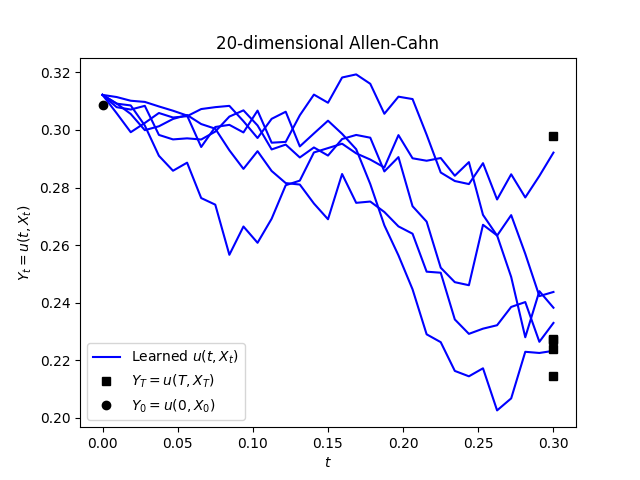 20-dimensional Allen-Cahn
Y_t = u(t, X_t)
0.32
0.30
0.28
0.26
0.24
0.22
0.20
Learned u(t, X_t)
Y_T = u(T, X_T)
Y_0 = u(0, X_0)
0.00 0.05 0.10 0.15 0.20 0.25 0.30
t